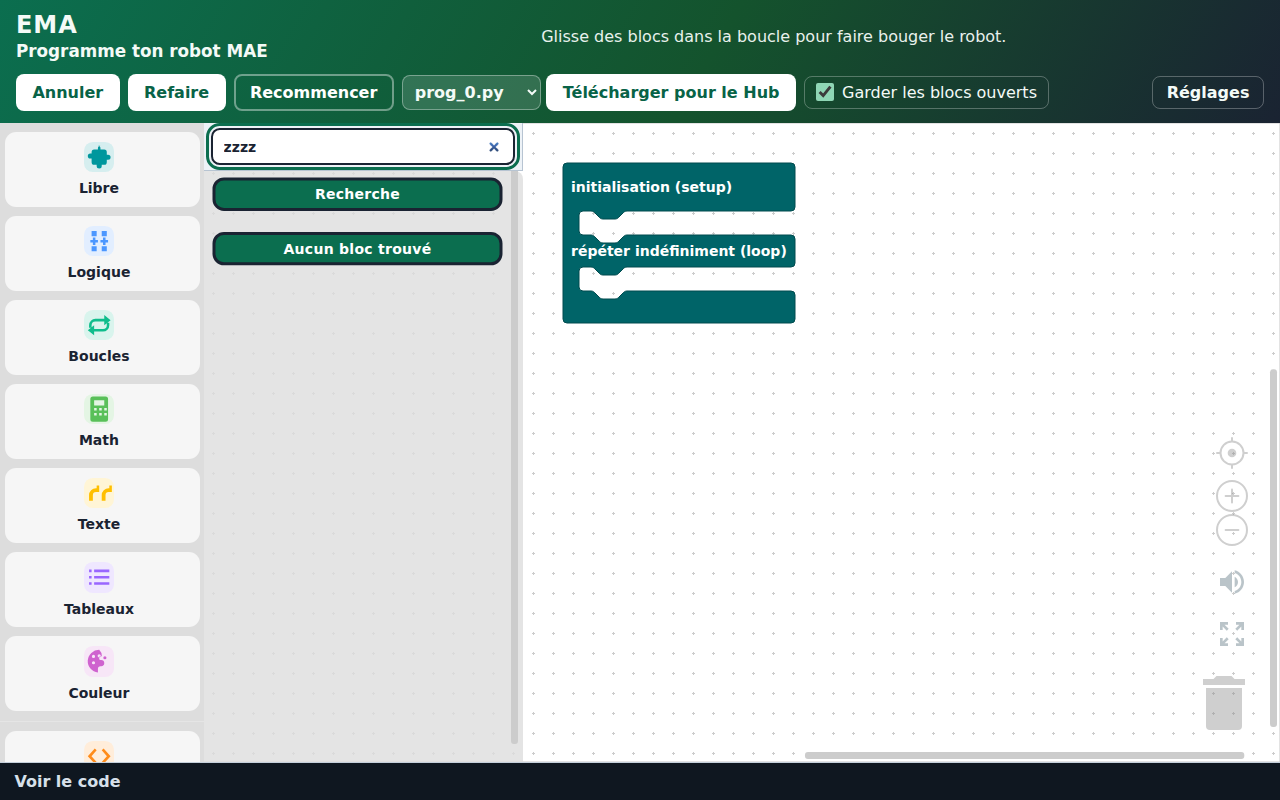 EMA
Programme ton robot MAE
Glisse des blocs dans la boucle pour faire bouger le robot.
Annuler
Refaire
Recommencer
prog_0.py
Télécharger pour le Hub
Garder les blocs ouverts
Réglages
zzzz
Recherche
Aucun bloc trouvé
Libre
Logique
Boucles
Math
Texte
Tableaux
Couleur
initialisation (setup)
répéter indéfiniment (loop)
Voir le code